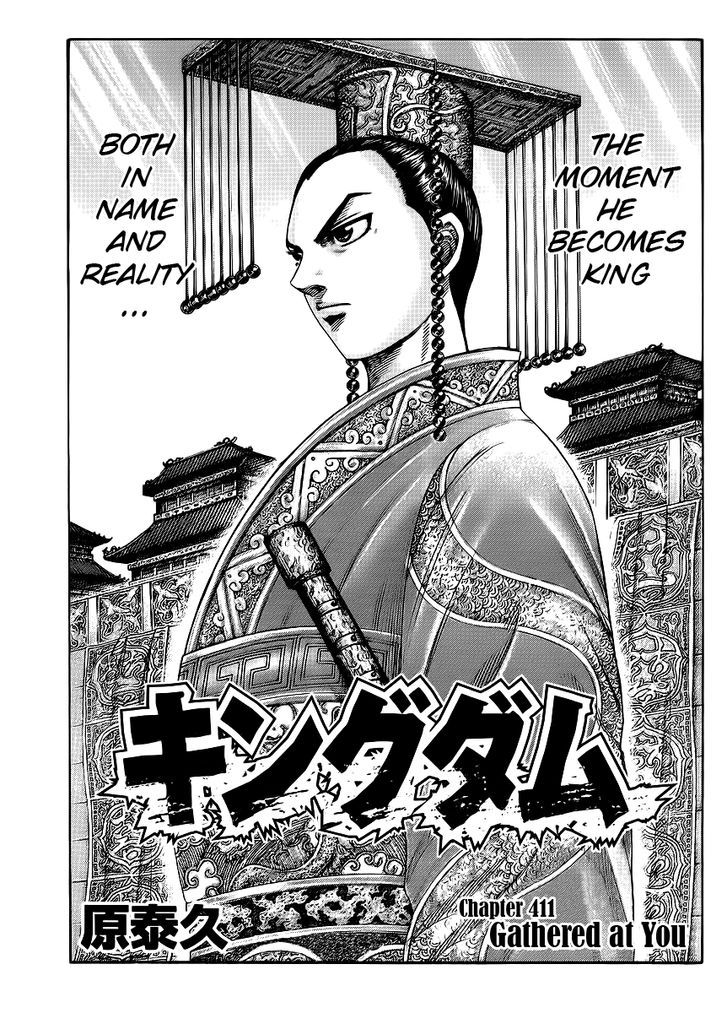 THE
MOMENT
HE
BECOMES
KING
BOTH
IN
NAME
AND
REALITY
...
キングダム
原泰久
Chapter 411
Gathered at You